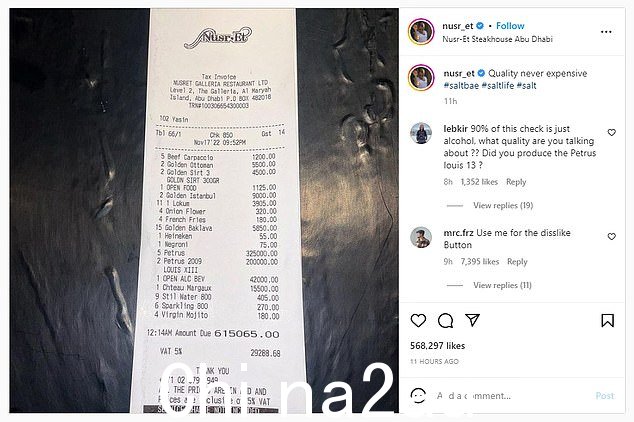 Nusr-Et
Tax Invoice
NUSRET GALLERIA RESTAURANT LTD
Level 2, The Galleria, Al Maryah
Island, Abu Dhabi P.O BOX 482018
TRN#100306654300003
102 Yasin
Tbl 66/1 Chk 850 Gst 14
Nov17'22 09:52PM
5 Beef Carpaccio 1200.00
2 Golden Ottoman 5500.00
2 Golden Sirt 3 4500.00
GOLDN SIRT 300GR
1 OPEN FOOD 1125.00
2 Golden Istanbul 9000.00
11 1 Lokum 3905.00
4 Onion Flower 320.00
4 French Fries 180.00
15 Golden Baklava 5850.00
1 Heineken 55.00
1 Negroni 75.00
5 Petrus 325000.00
2 Petrus 2009 200000.00
LOUIS XIII
1 OPEN ALC BEV 42000.00
1 Chteau Margaux 15500.00
9 Stil Water 800 405.00
6 Sparkling 800 270.00
4 Virgin Mojito 180.00
12:14AM Amount Due 615065.00
VAT 5% 29288.68
THANK YOU
nusr_et • Follow
Nusr-Et Steakhouse Abu Dhabi
nusr_et Quality never expensive
#saltbae #saltlife #salt
11h
lebkir 90% of this check is just
alcohol, what quality are you talking
about ?? Did you produce the Petrus
louis 13 ?
8h 1,352 likes Reply
View replies (19)
mrc.frz Use me for the disslike
Button
9h 7,395 likes Reply
View replies (11)
568,297 likes
11 HOURS AGO
Add a comment...
Post